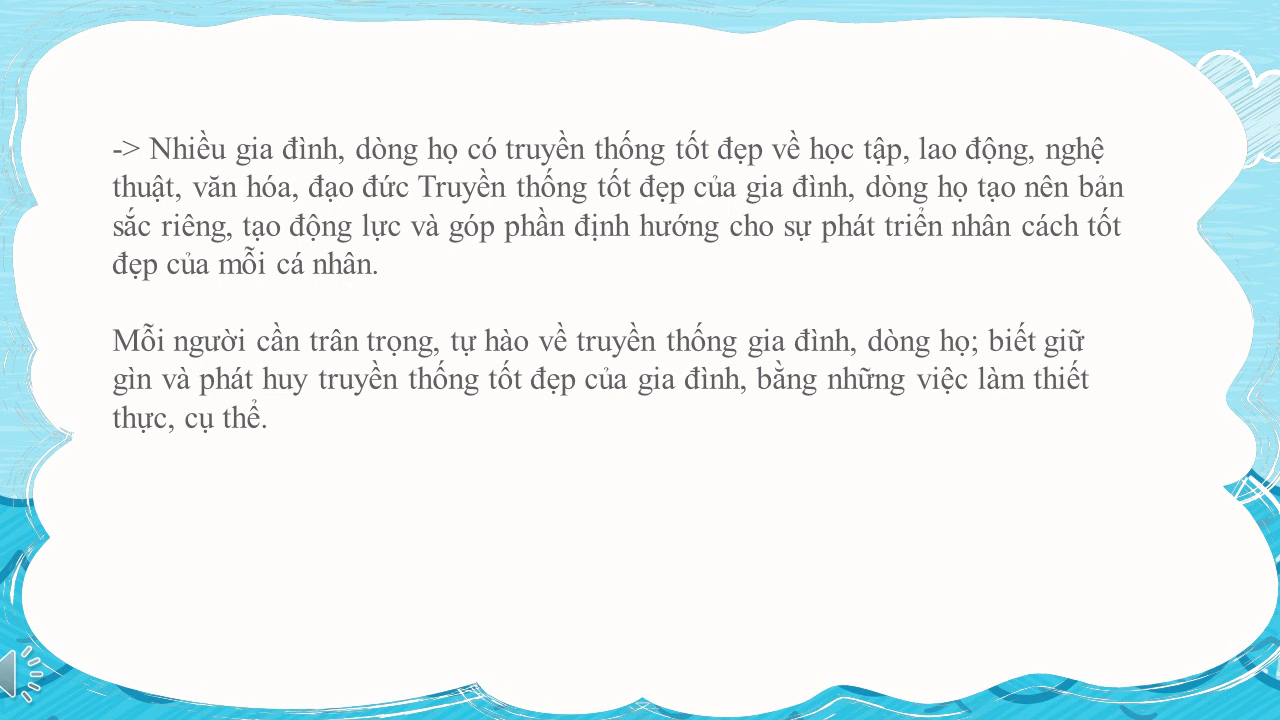 -> Nhiều gia đình, dòng họ có truyền thống tốt đẹp về học tập, lao động, nghệ
thuật, văn hóa, đạo đức Truyền thống tốt đẹp của gia đình, dòng họ tạo nên bản
sắc riêng, tạo động lực và góp phần định hướng cho sự phát triển nhân cách tốt
đẹp của mỗi cá nhân.
Mỗi người cần trân trọng, tự hào về truyền thống gia đình, dòng họ; biết giữ
gìn và phát huy truyền thống tốt đẹp của gia đình, bằng những việc làm thiết
thực, cụ thể.